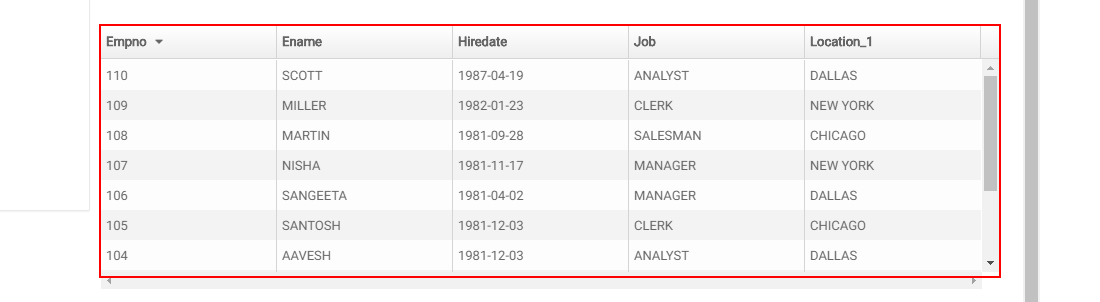 Empno Ename Hiredate Job Location_1
110 SCOTT 1987-04-19 ANALYST DALLAS
109 MILLER 1982-01-23 CLERK NEW YORK
108 MARTIN 1981-09-28 SALESMAN CHICAGO
107 NISHA 1981-11-17 MANAGER NEW YORK
106 SANGEETA 1981-04-02 MANAGER DALLAS
105 SANTOSH 1981-12-03 CLERK CHICAGO
104 AAVESH 1981-12-03 ANALYST DALLAS